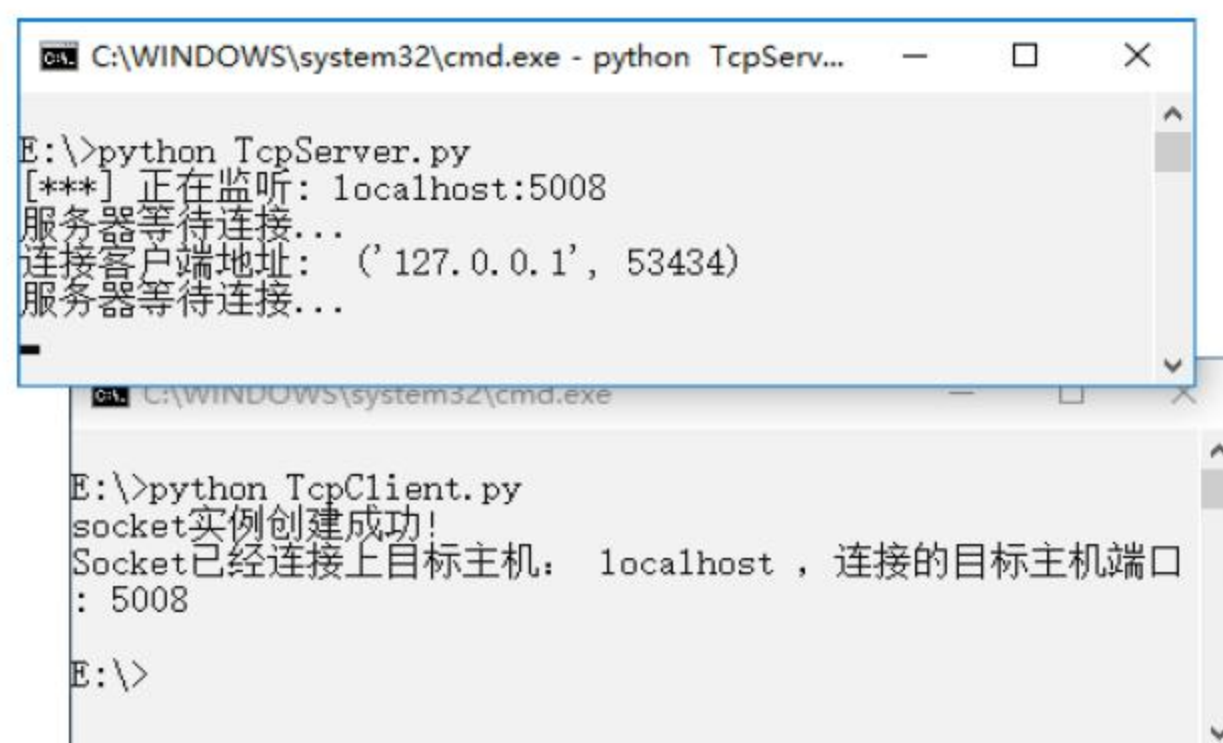 C:\WINDOWS\system32\cmd.exe - python TcpServ...
E:\>python TcpServer.py
[***] 正在监听: localhost:5008
服务器等待连接...
连接客户端地址: ('127.0.0.1', 53434)
服务器等待连接...
C:\WINDOWS\system32\cmd.exe
E:\>python TcpClient.py
socket实例创建成功!
Socket已经连接上目标主机: localhost , 连接的目标主机端口
: 5008
E:\>